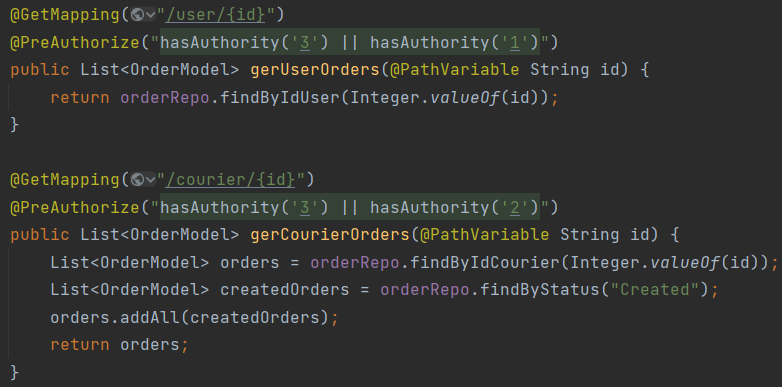 @GetMapping("/user/{id}")
@PreAuthorize("hasAuthority('3') || hasAuthority('1')")
public List<OrderModel> gerUserOrders(@PathVariable String id) {
    return orderRepo.findByIdUser(Integer.valueOf(id));
}

@GetMapping("/courier/{id}")
@PreAuthorize("hasAuthority('3') || hasAuthority('2')")
public List<OrderModel> gerCourierOrders(@PathVariable String id) {
    List<OrderModel> orders = orderRepo.findByIdCourier(Integer.valueOf(id));
    List<OrderModel> createdOrders = orderRepo.findByStatus("Created");
    orders.addAll(createdOrders);
    return orders;
}